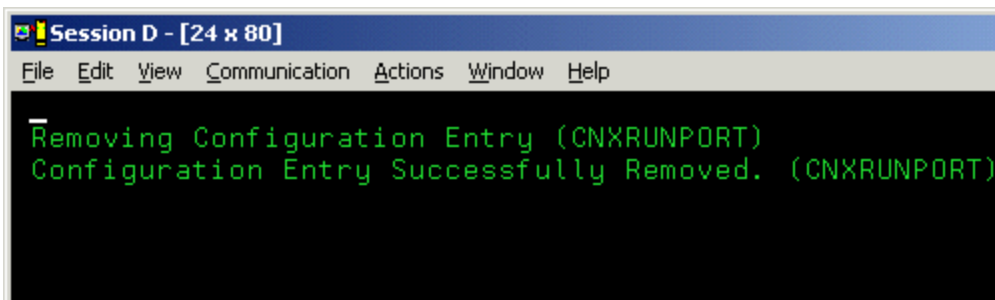 Session D - [24 x 80]
File Edit View Communication Actions Window Help
Removing Configuration Entry (CNXRUNPORT)
Configuration Entry Successfully Removed. (CNXRUNPORT)